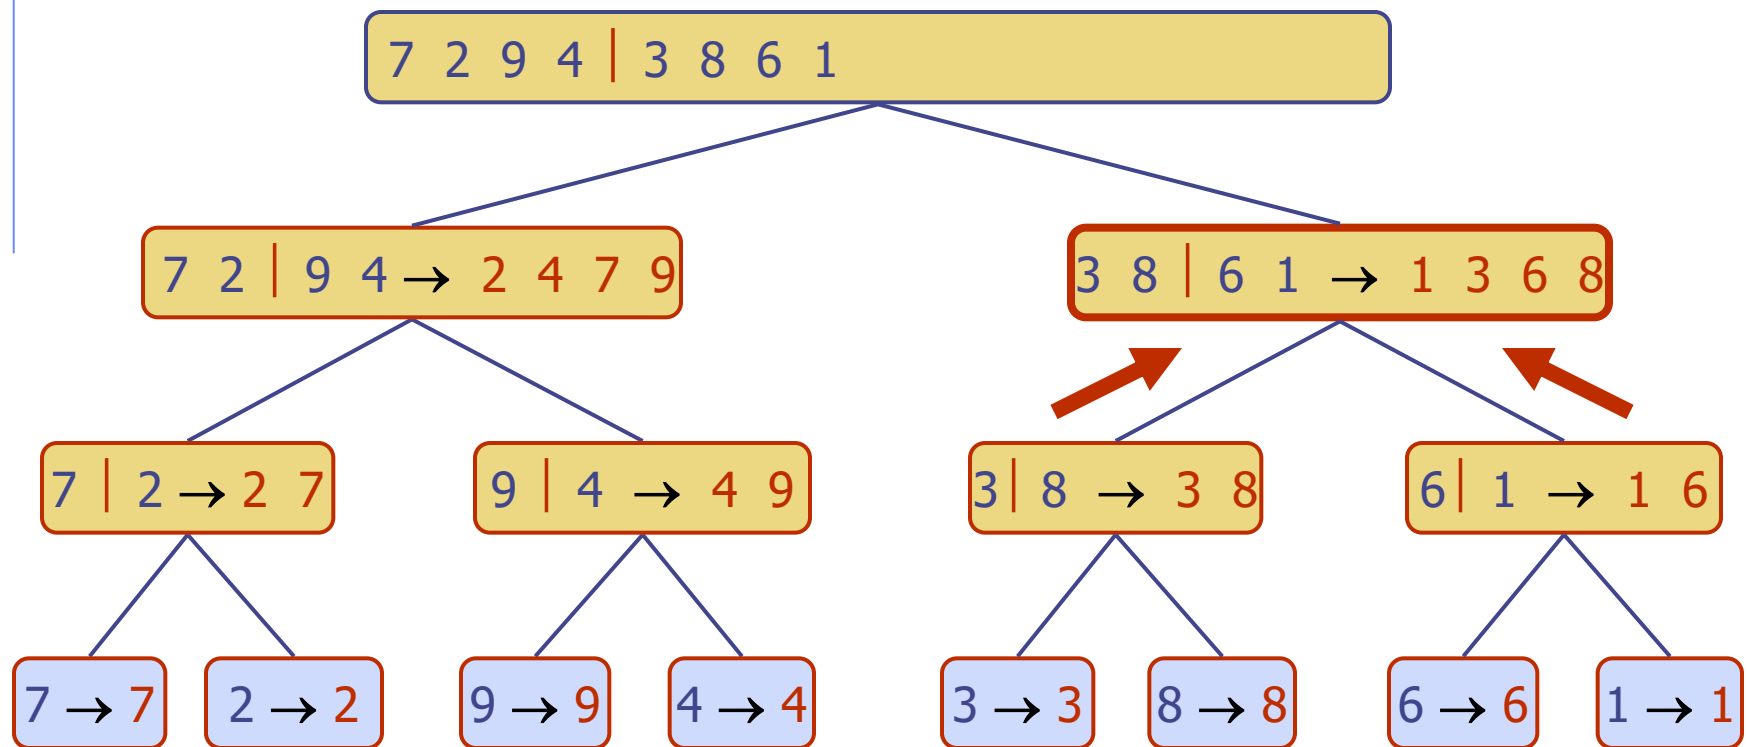 7 2 9 4 | 3 8 6 1
7 2 | 9 4 → 2 4 7 9
3 8 | 6 1 → 1 3 6 8
7 | 2 → 2 7
9 | 4 → 4 9
3 | 8 → 3 8
6 | 1 → 1 6
7 → 7
2 → 2
9 → 9
4 → 4
3 → 3
8 → 8
6 → 6
1 → 1